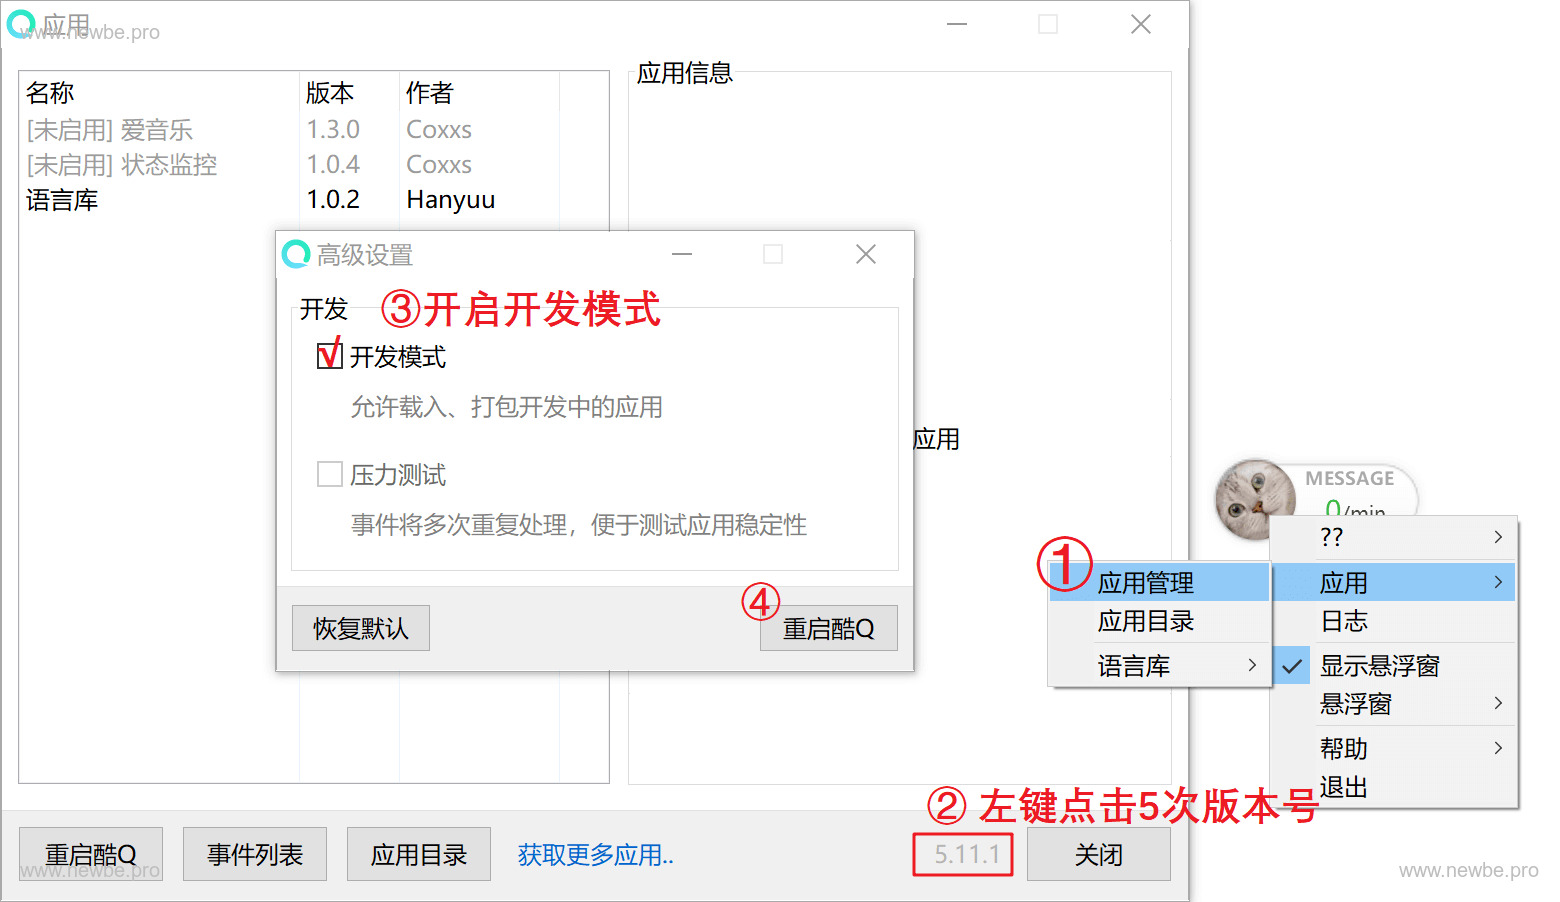 应用
www.newbe.pro
名称 版本 作者
[未启用] 爱音乐 1.3.0 Coxxs
[未启用] 状态监控 1.0.4 Coxxs
语言库 1.0.2 Hanyuu
应用信息
应用
高级设置
开发
③开启开发模式
√ 开发模式
允许载入、打包开发中的应用
压力测试
事件将多次重复处理，便于测试应用稳定性
恢复默认
④
重启酷Q
MESSAGE
0/min
??
应用
日志
显示悬浮窗
悬浮窗
帮助
退出
①
应用管理
应用目录
语言库
② 左键点击5次版本号
重启酷Q
事件列表
应用目录
获取更多应用..
5.11.1
关闭
www.newbe.pro
www.newbe.pro